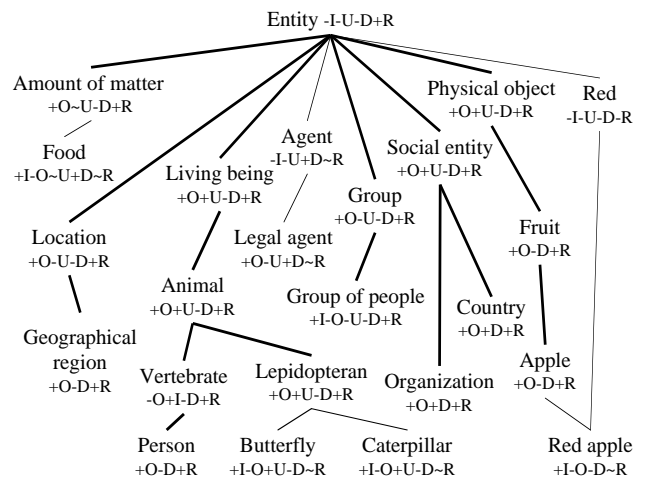 Entity -I-U-D+R
Amount of matter
+O~U-D+R
Physical object
+O+U-D+R
Red
-I-U-D-R
Food
+I-O~U+D~R
Agent
-I-U+D~R
Living being
+O+U-D+R
Social entity
+O+U-D+R
Group
+O-U-D+R
Location
+O-U-D+R
Legal agent
+O-U+D~R
Fruit
+O-D+R
Animal
+O+U-D+R
Group of people
+I-O-U-D+R
Country
+O+D+R
Geographical
region
+O-D+R
Vertebrate
-O+I-D+R
Lepidopteran
+O+U-D+R
Organization
+O+D+R
Apple
+O-D+R
Person
+O-D+R
Butterfly
+I-O+U-D~R
Caterpillar
+I-O+U-D~R
Red apple
+I-O-D~R